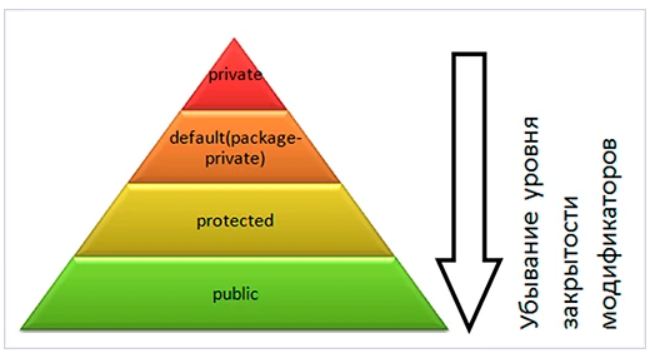 private
default(package-
private)
protected
public
Убывание уровня
закрытости
модификаторов